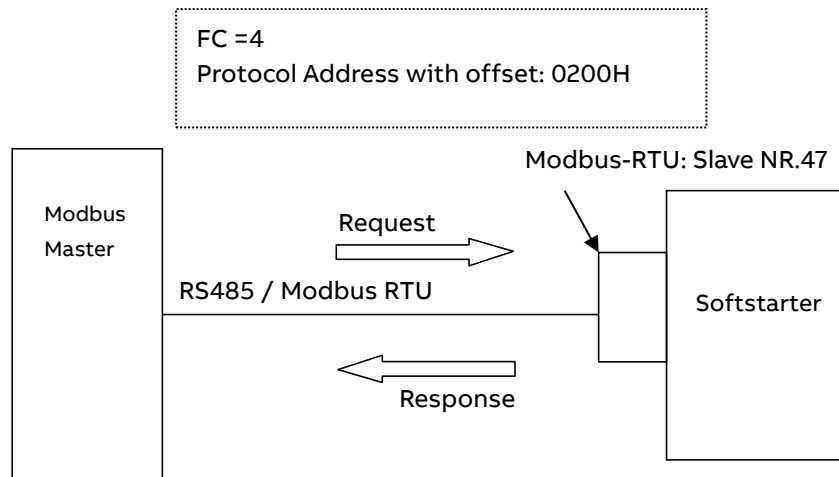 FC =4
Protocol Address with offset: 0200H
Modbus-RTU: Slave NR.47
Modbus
Master
Request
RS485 / Modbus RTU
Softstarter
Response